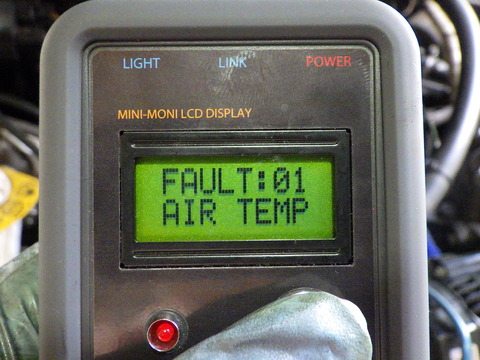 LIGHT LINK POWER
MINI-MONI LCD DISPLAY
FAULT:01
AIR TEMP